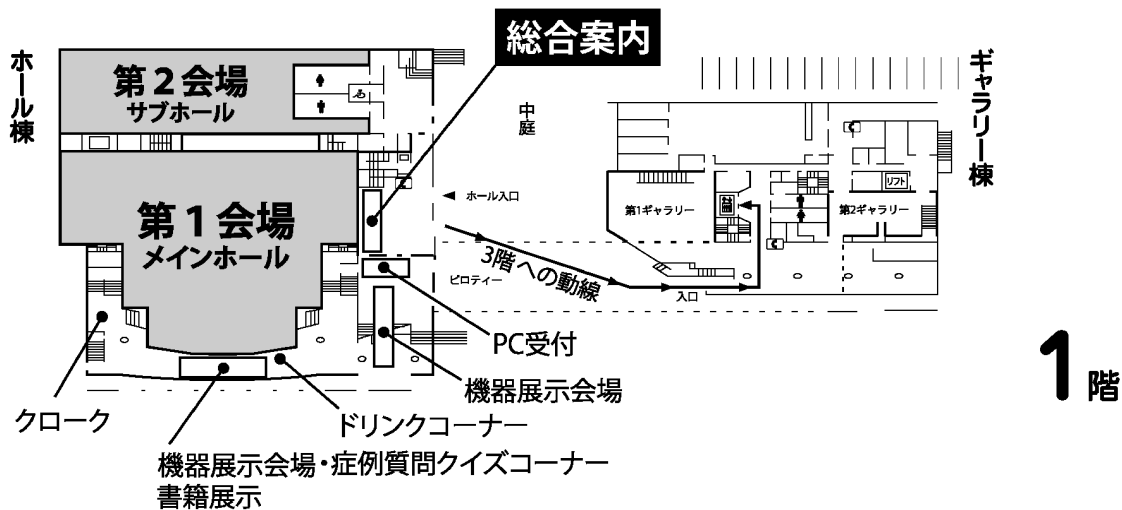 総合案内
ホール棟
第2会場
サブホール
中庭
ギャラリー棟
リフト
第1会場
メインホール
ホール入口
第1ギャラリー
第2ギャラリー
3階への動線
ピロティー
入口
PC受付
機器展示会場
1階
クローク
ドリンクコーナー
機器展示会場・症例質問クイズコーナー
書籍展示